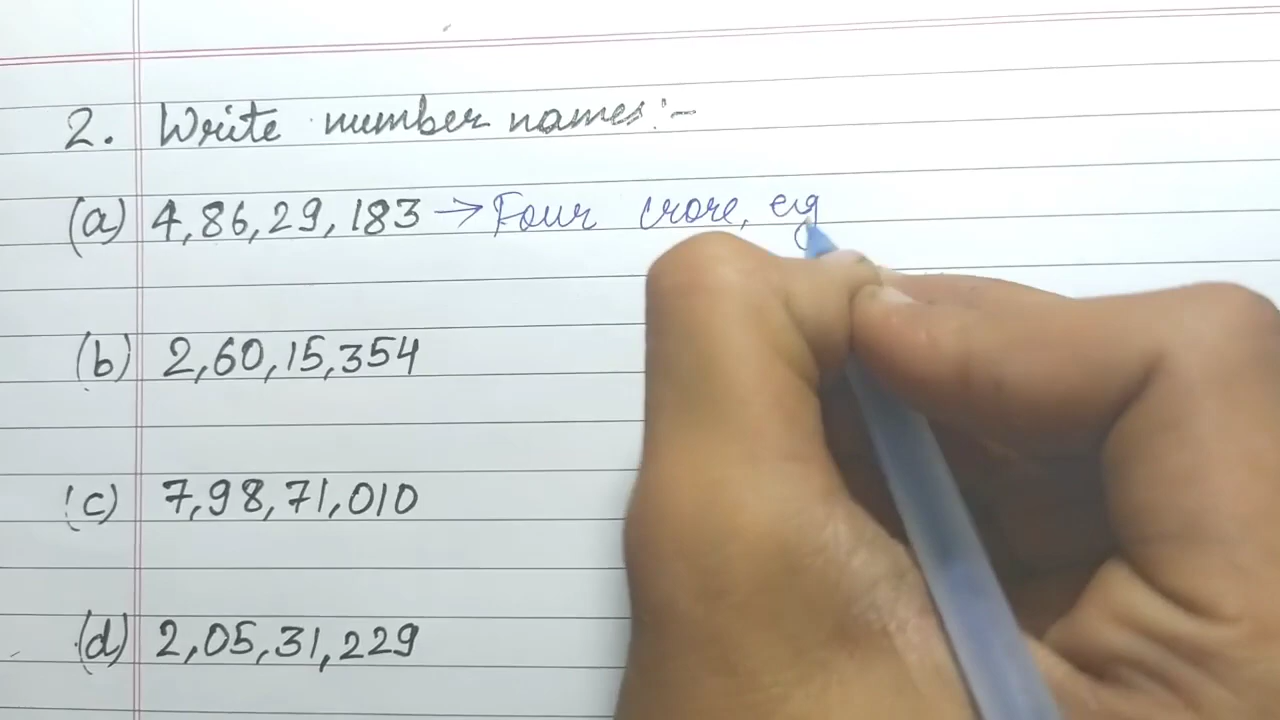 2. Write number names:-
(a) 4,86,29,183 → Four crore, eig
(b) 2,60,15,354
(c) 7,98,71,010
(d) 2,05,31,229